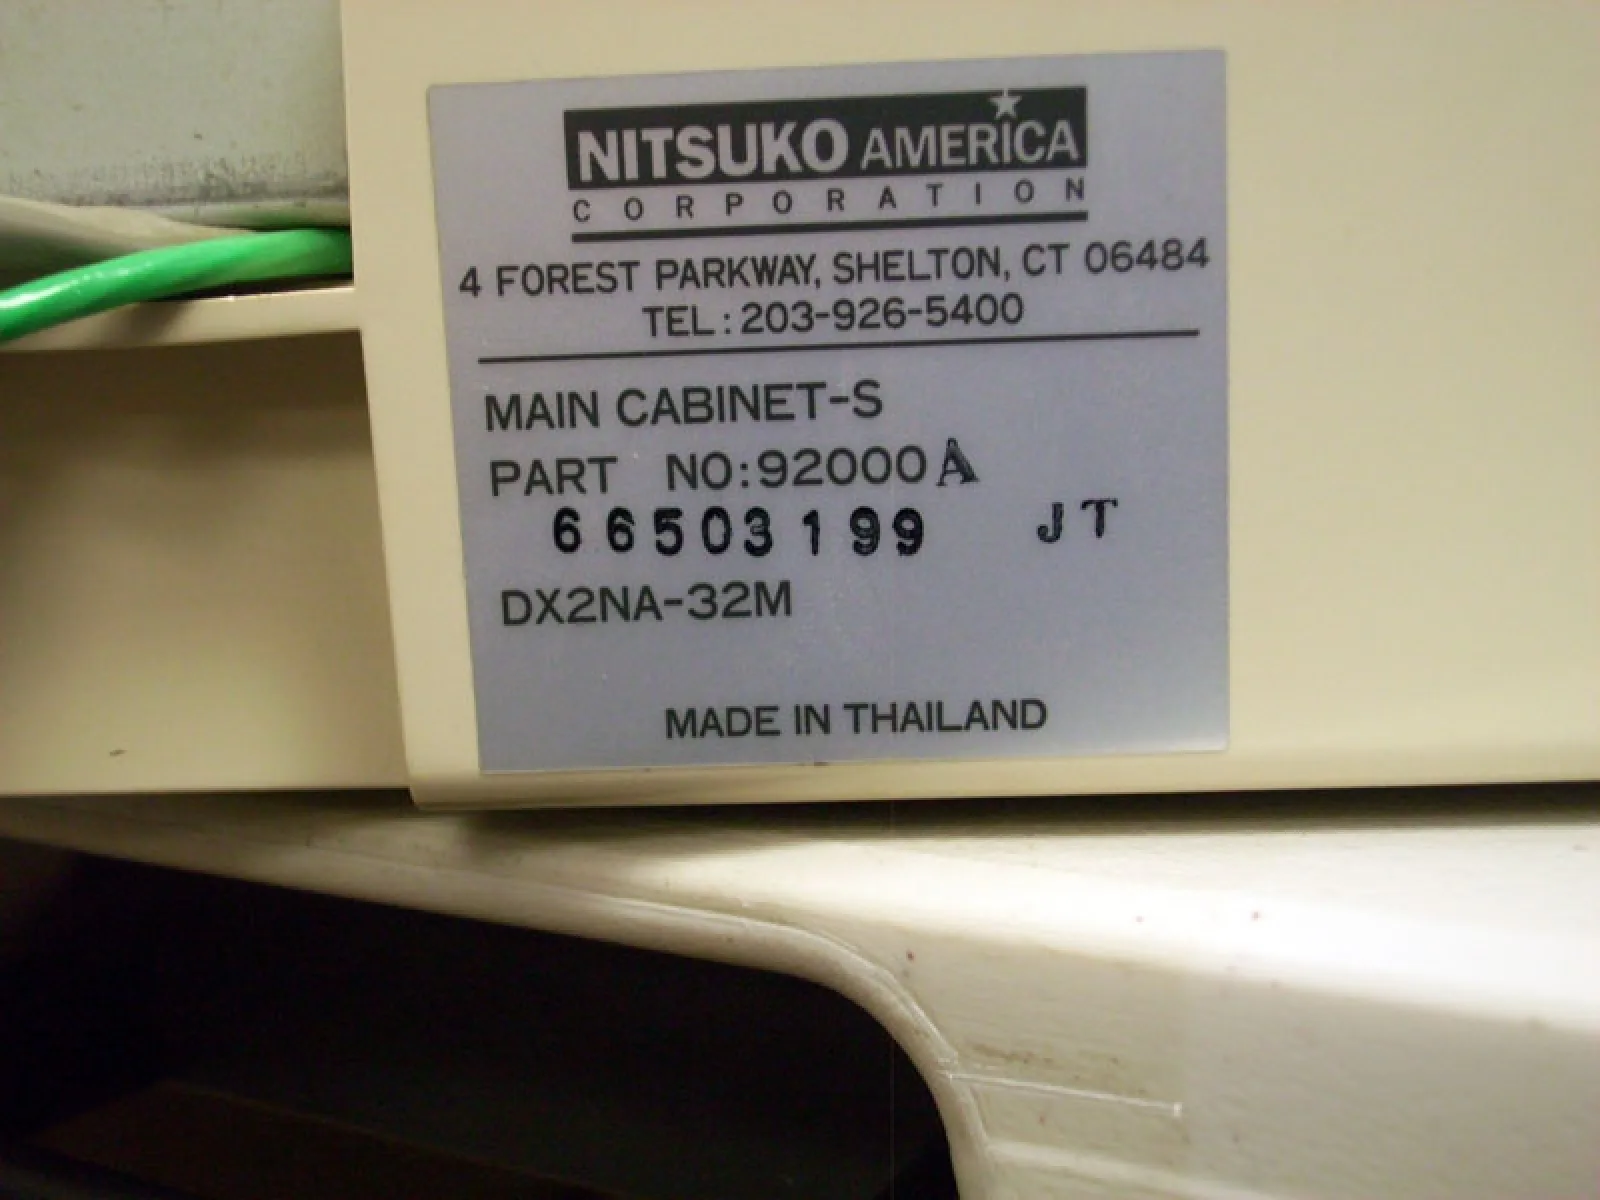 NITSUKO AMERICA
CORPORATION
4 FOREST PARKWAY, SHELTON, CT 06484
TEL: 203-926-5400
MAIN CABINET-S
PART NO:92000A
66503199 JT
DX2NA-32M
MADE IN THAILAND